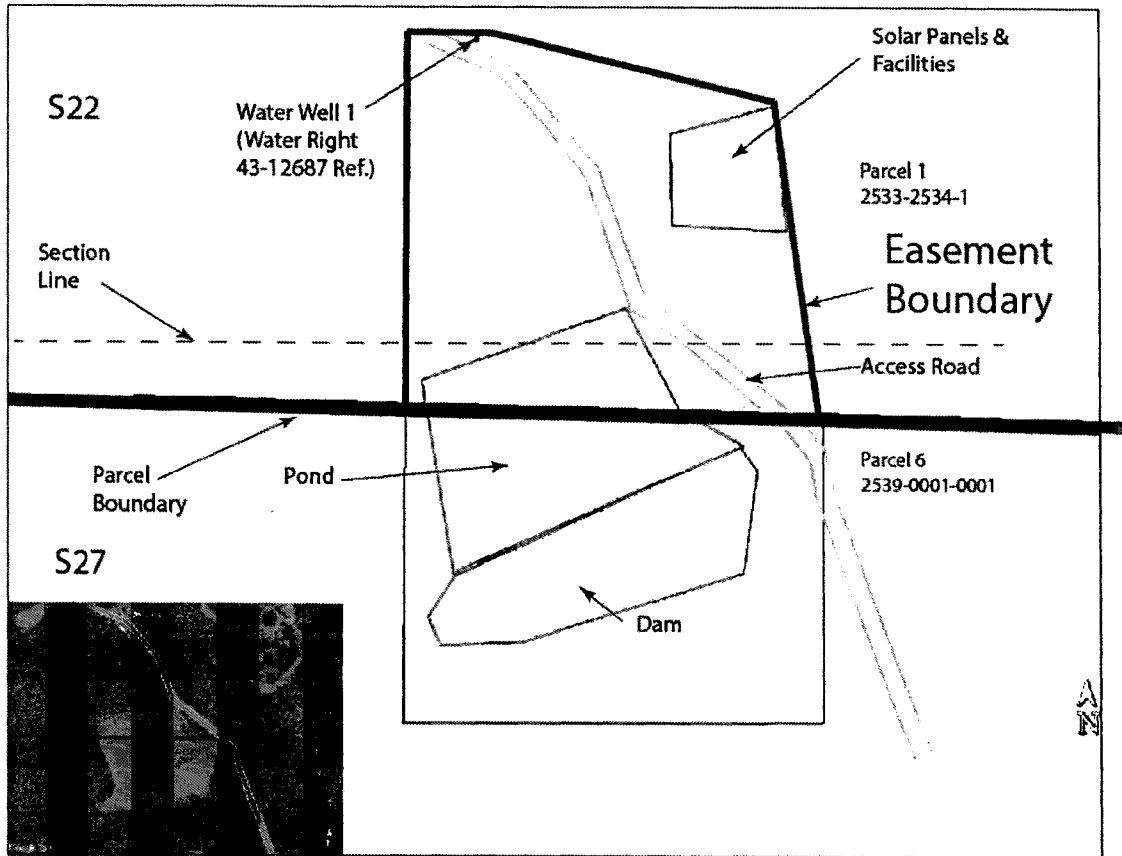 Solar Panels &
Facilities
S22
Water Well 1
(Water Right
43-12687 Ref.)
Parcel 1
2533-2534-1
Section
Line
Easement
Boundary
Access Road
Parcel
Boundary
Pond
Parcel 6
2539-0001-0001
S27
Dam
N